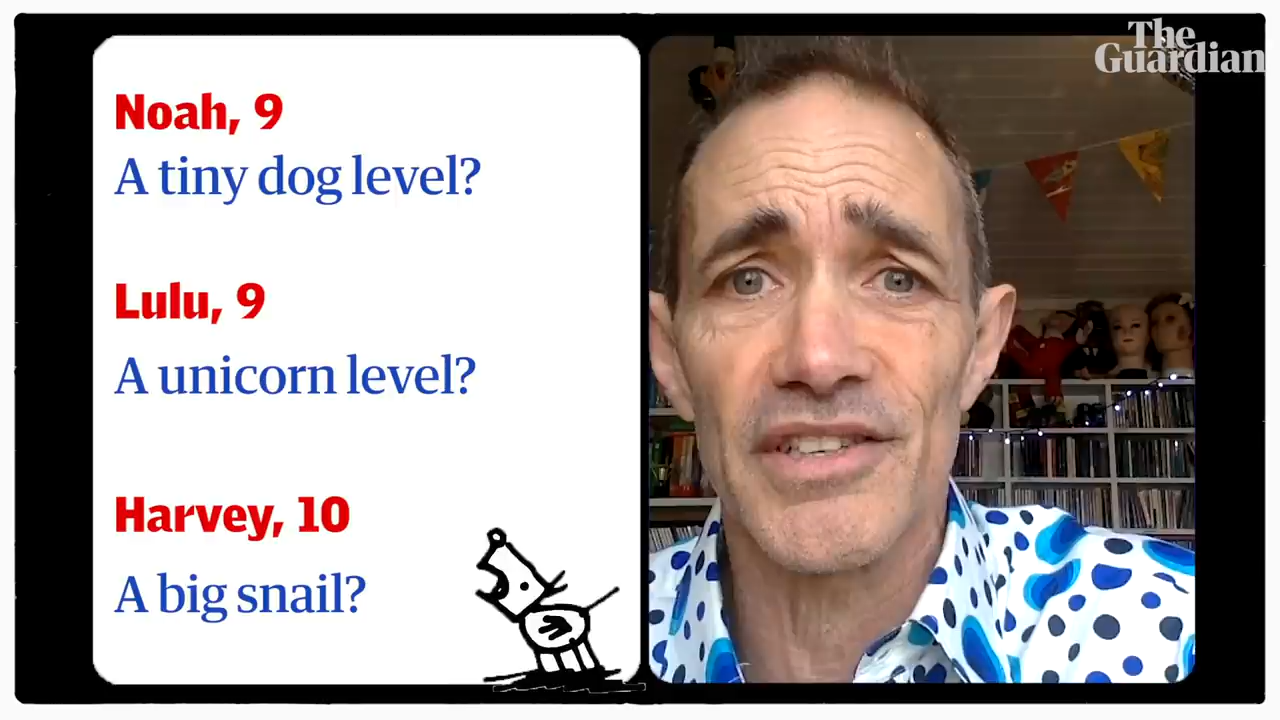 Noah, 9
A tiny dog level?
Lulu, 9
A unicorn level?
Harvey, 10
A big snail?
The
Guardian